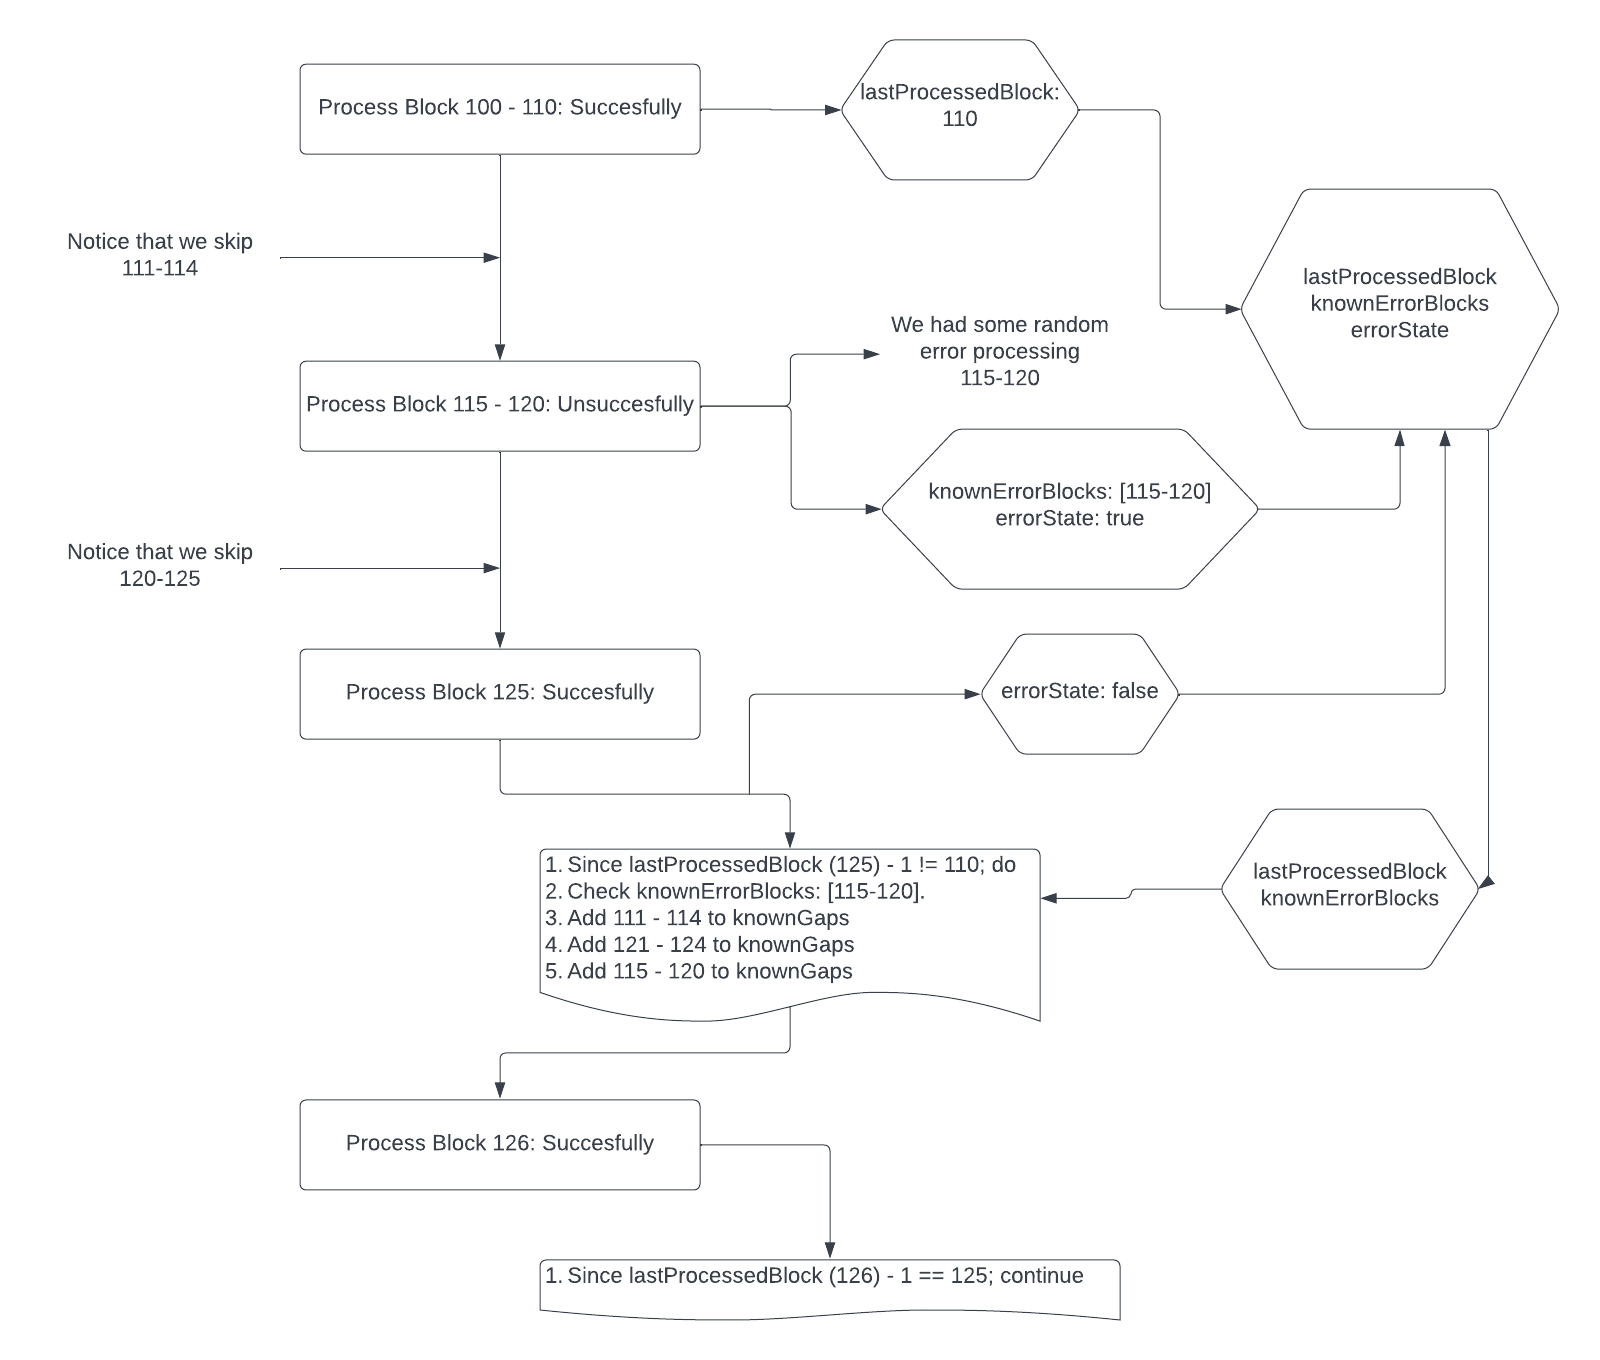 Process Block 100 - 110: Succesfully
lastProcessedBlock:
110
Notice that we skip
111-114
lastProcessedBlock
knownErrorBlocks
errorState
We had some random
error processing
115-120
Process Block 115 - 120: Unsuccesfully
knownErrorBlocks: [115-120]
errorState: true
Notice that we skip
120-125
Process Block 125: Succesfully
errorState: false
1. Since lastProcessedBlock (125) - 1 != 110; do
2. Check knownErrorBlocks: [115-120].
3. Add 111 - 114 to knownGaps
4. Add 121 - 124 to knownGaps
5. Add 115 - 120 to knownGaps
lastProcessedBlock
knownErrorBlocks
Process Block 126: Succesfully
1. Since lastProcessedBlock (126) - 1 == 125; continue